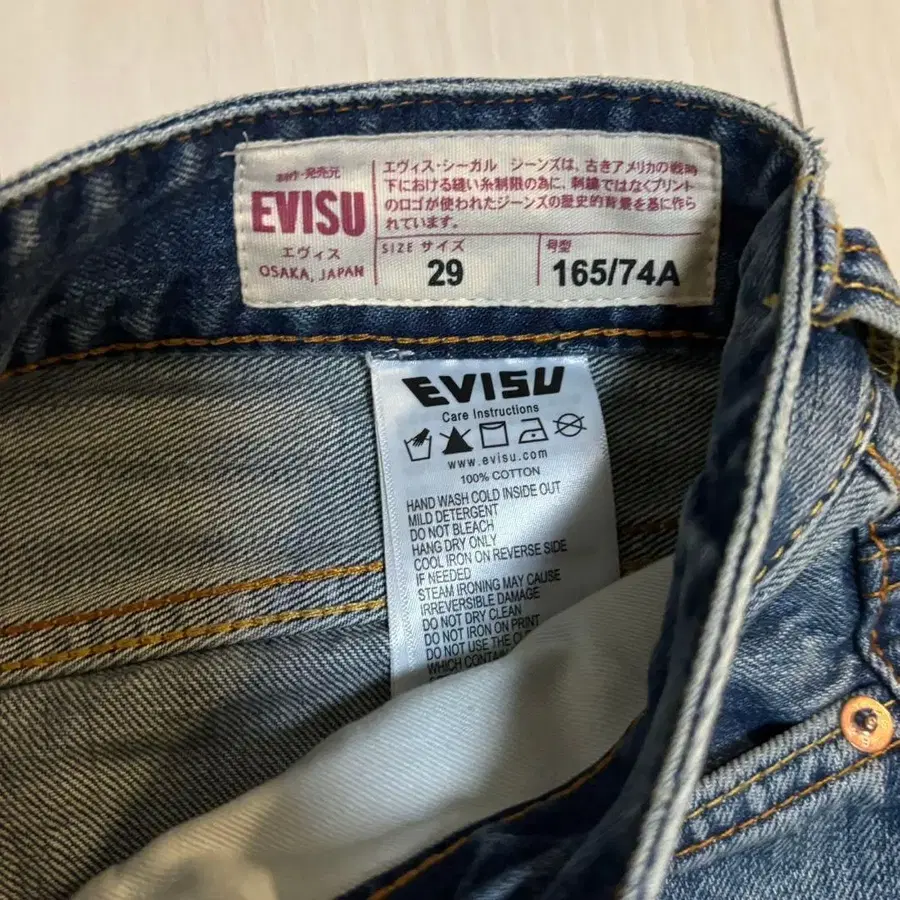 EVISU
エヴィス
OSAKA, JAPAN
エヴィス・シーガル ジーンズは、古きアメリカの戦時
下における縫い糸制限の為に、刺繍ではなくプリント
のロゴが使われたジーンズの歴史的背景を基に作ら
れています。
SIZE サイズ
29
号型
165/74A
EVISU
Care Instructions
www.evisu.com
100% COTTON
HAND WASH COLD INSIDE OUT
MILD DETERGENT
DO NOT BLEACH
HANG DRY ONLY
COOL IRON ON REVERSE SIDE
IF NEEDED
STEAM IRONING MAY CAUSE
IRREVERSIBLE DAMAGE
DO NOT DRY CLEAN
DO NOT IRON ON PRINT
DO NOT USE THE
WHICH